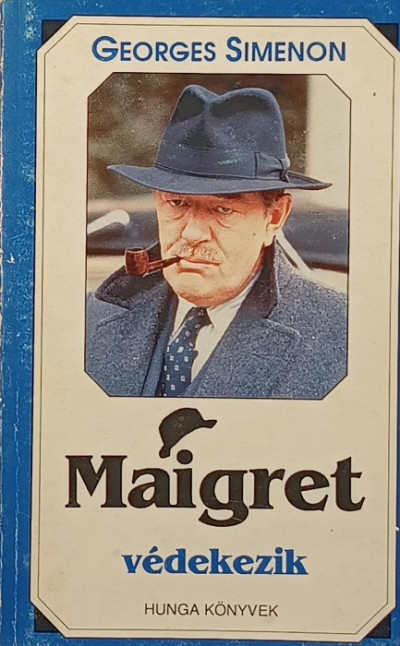 GEORGES SIMENON
Maigret
védekezik
HUNGA KÖNYVEK